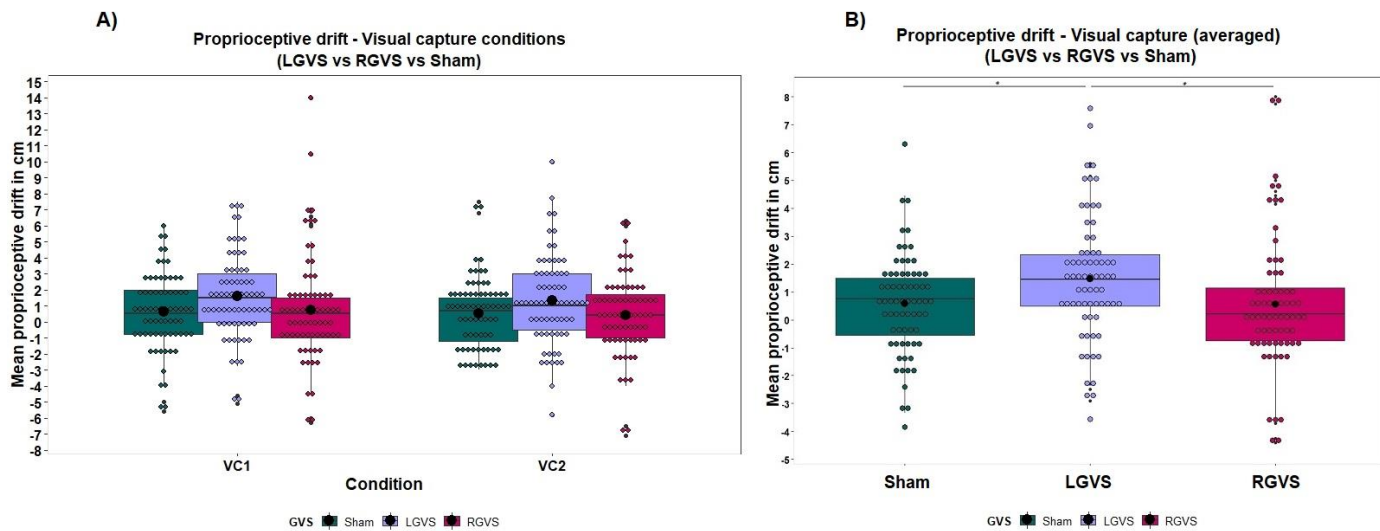 A)
Proprioceptive drift - Visual capture conditions
(LGVS vs RGVS vs Sham)
Mean proprioceptive drift in cm
15
14
13
12
11
10
9
8
7
6
5
4
3
2
1
0
-1
-2
-3
-4
-5
-6
-7
-8
VC1
VC2
Condition
GVS Sham LGVS RGVS
B)
Proprioceptive drift - Visual capture (averaged)
(LGVS vs RGVS vs Sham)
* *
Mean proprioceptive drift in cm
8
7
6
5
4
3
2
1
0
-1
-2
-3
-4
-5
Sham LGVS RGVS
GVS Sham LGVS RGVS